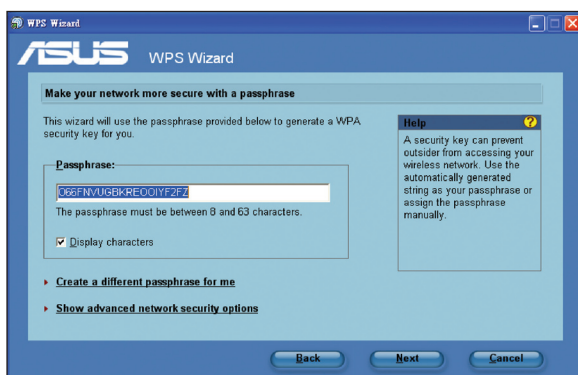 WPS Wizard
ASUS WPS Wizard
Make your network more secure with a passphrase
This wizard will use the passphrase provided below to generate a WPA
security key for you.
Passphrase:
O66FNVUGBKREOOIYF2FZ
The passphrase must be between 8 and 63 characters.
Display characters
Create a different passphrase for me
Show advanced network security options
Help
A security key can prevent
outsider from accessing your
wireless network. Use the
automatically generated
string as your passphrase or
assign the passphrase
manually.
Back Next Cancel